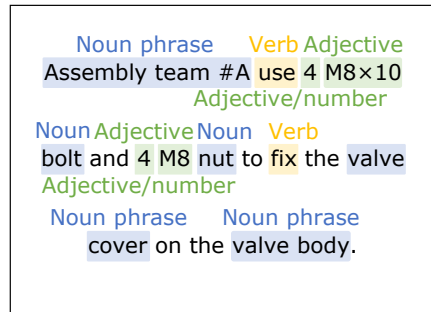 Noun phrase Verb Adjective
Assembly team #A use 4 M8×10
Adjective/number
Noun Adjective Noun Verb
bolt and 4 M8 nut to fix the valve
Adjective/number
Noun phrase Noun phrase
cover on the valve body.